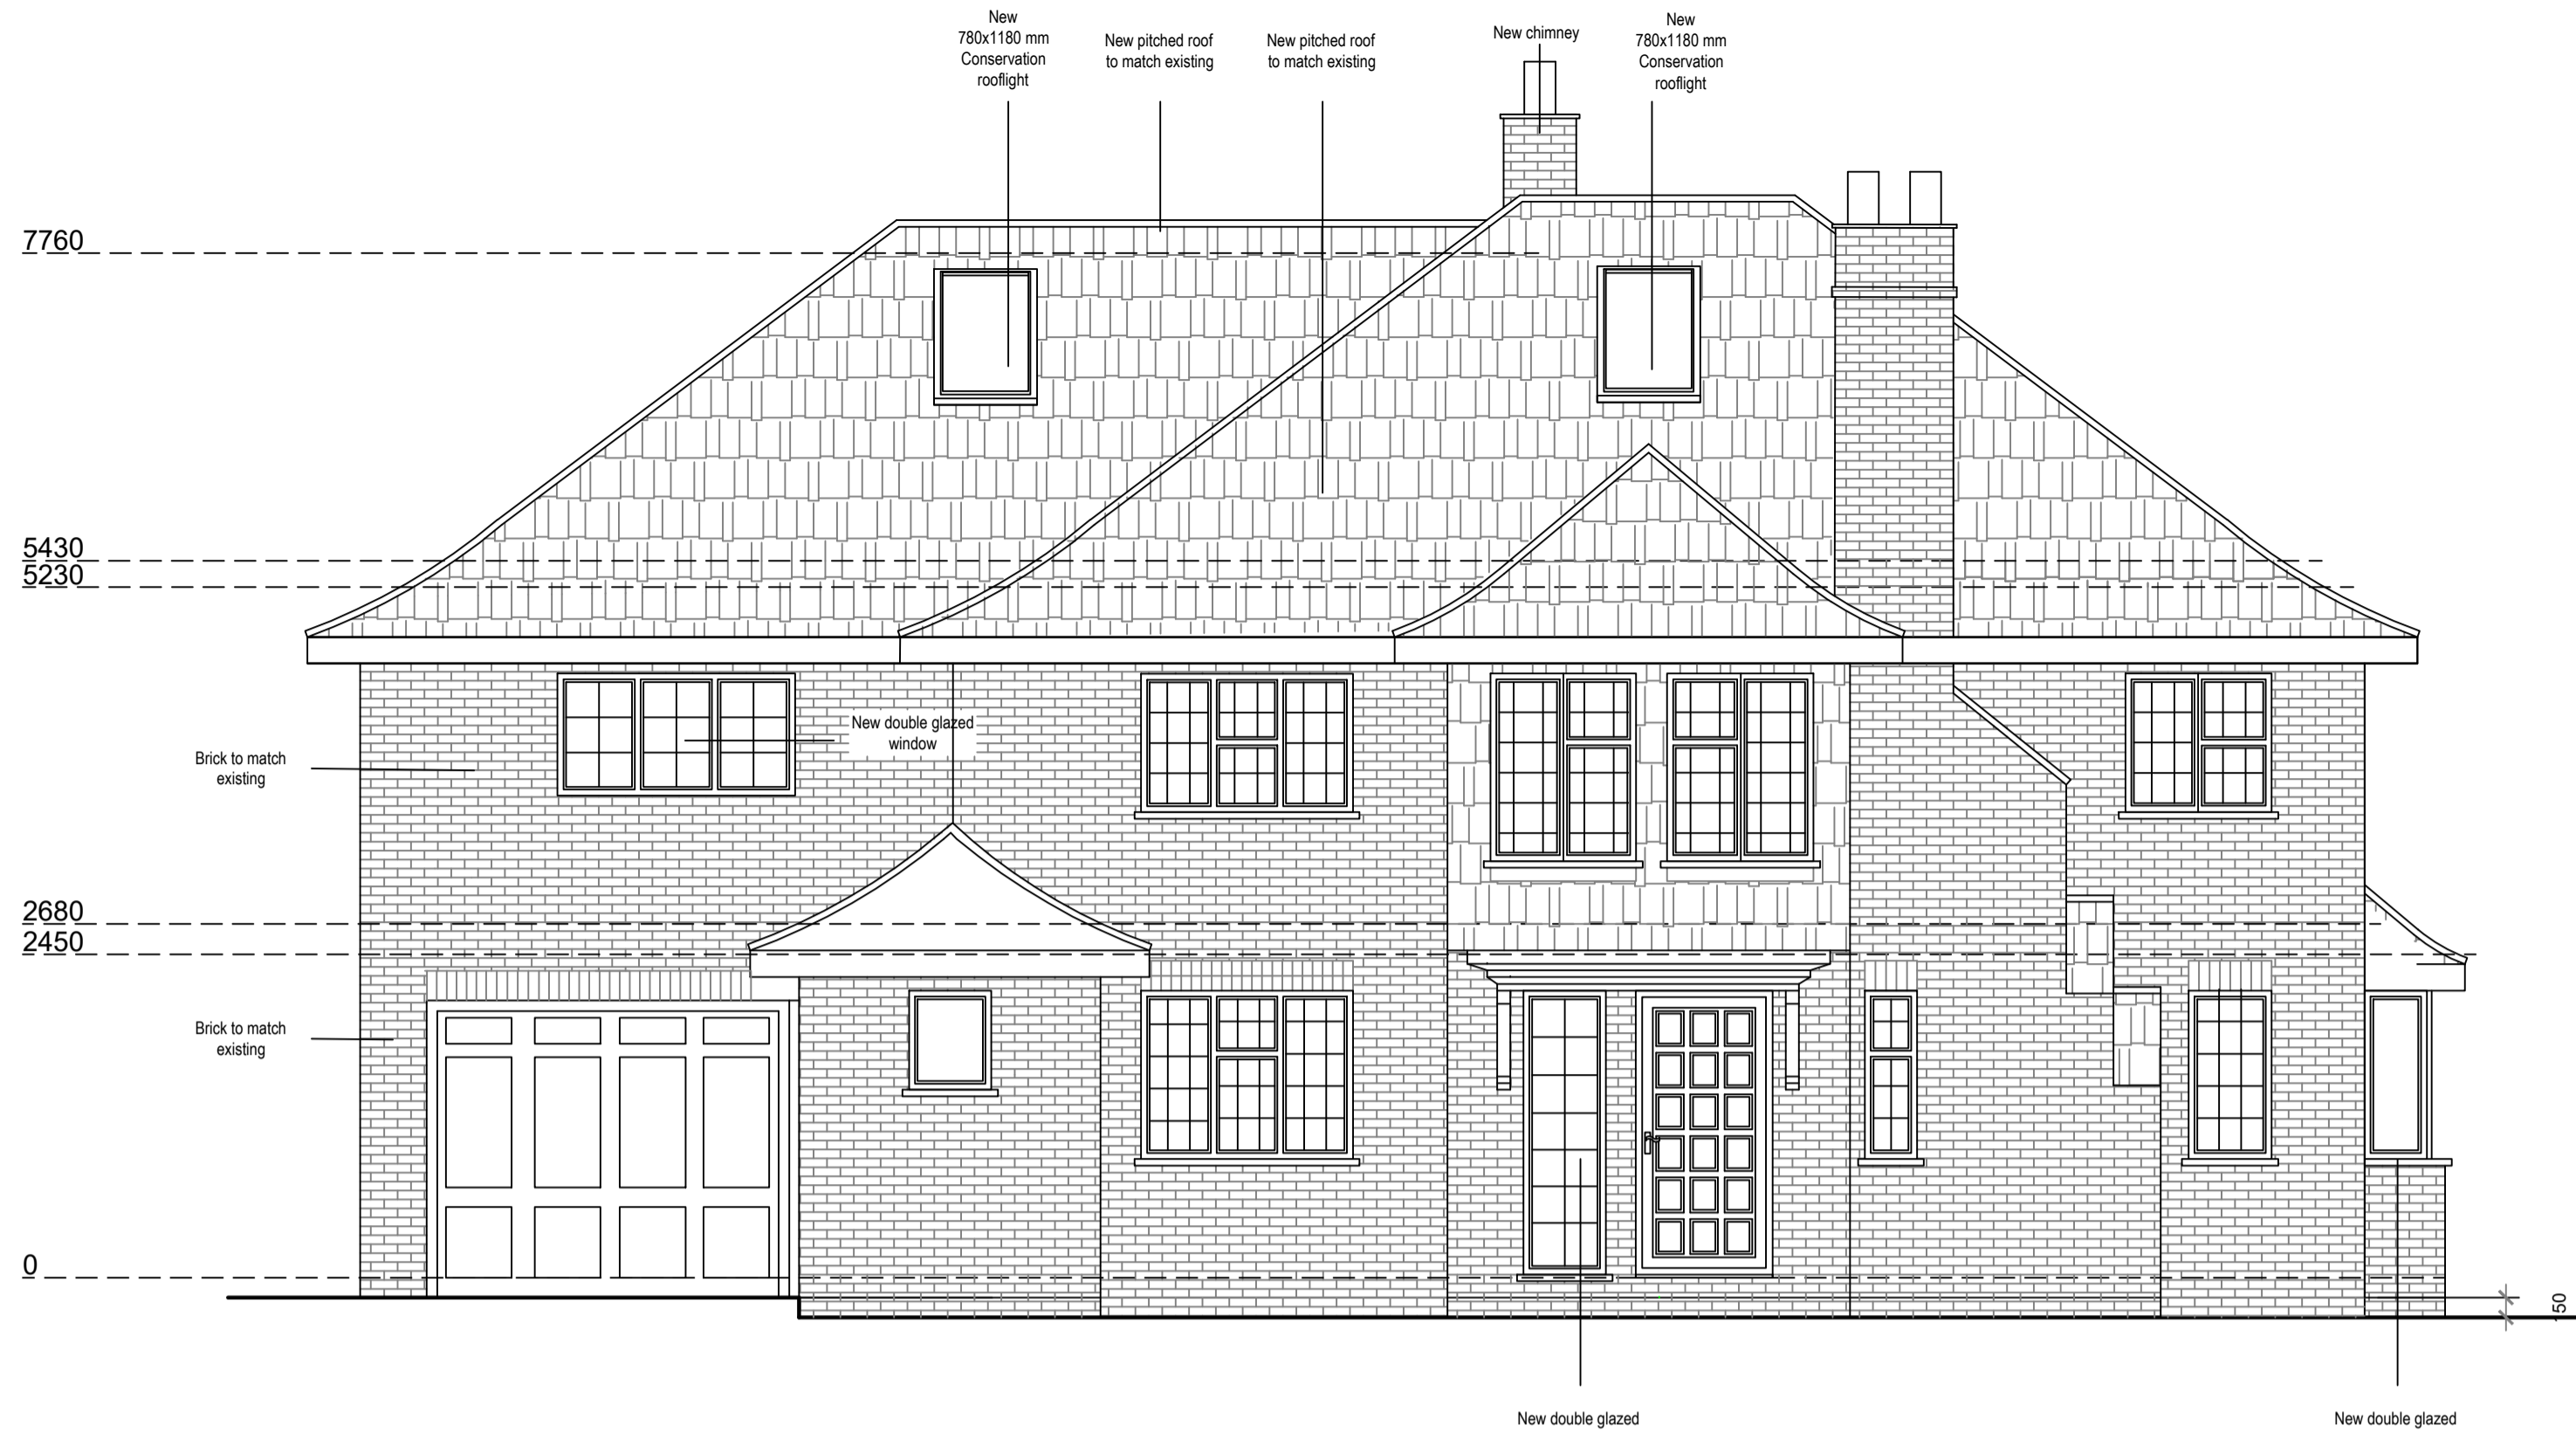 New
780x1180 mm
Conservation
rooflight
New pitched roof
to match existing
New pitched roof
to match existing
New chimney
New
780x1180 mm
Conservation
rooflight
7760
5430
5230
New double glazed
window
Brick to match
existing
2680
2450
Brick to match
existing
0
New double glazed
New double glazed